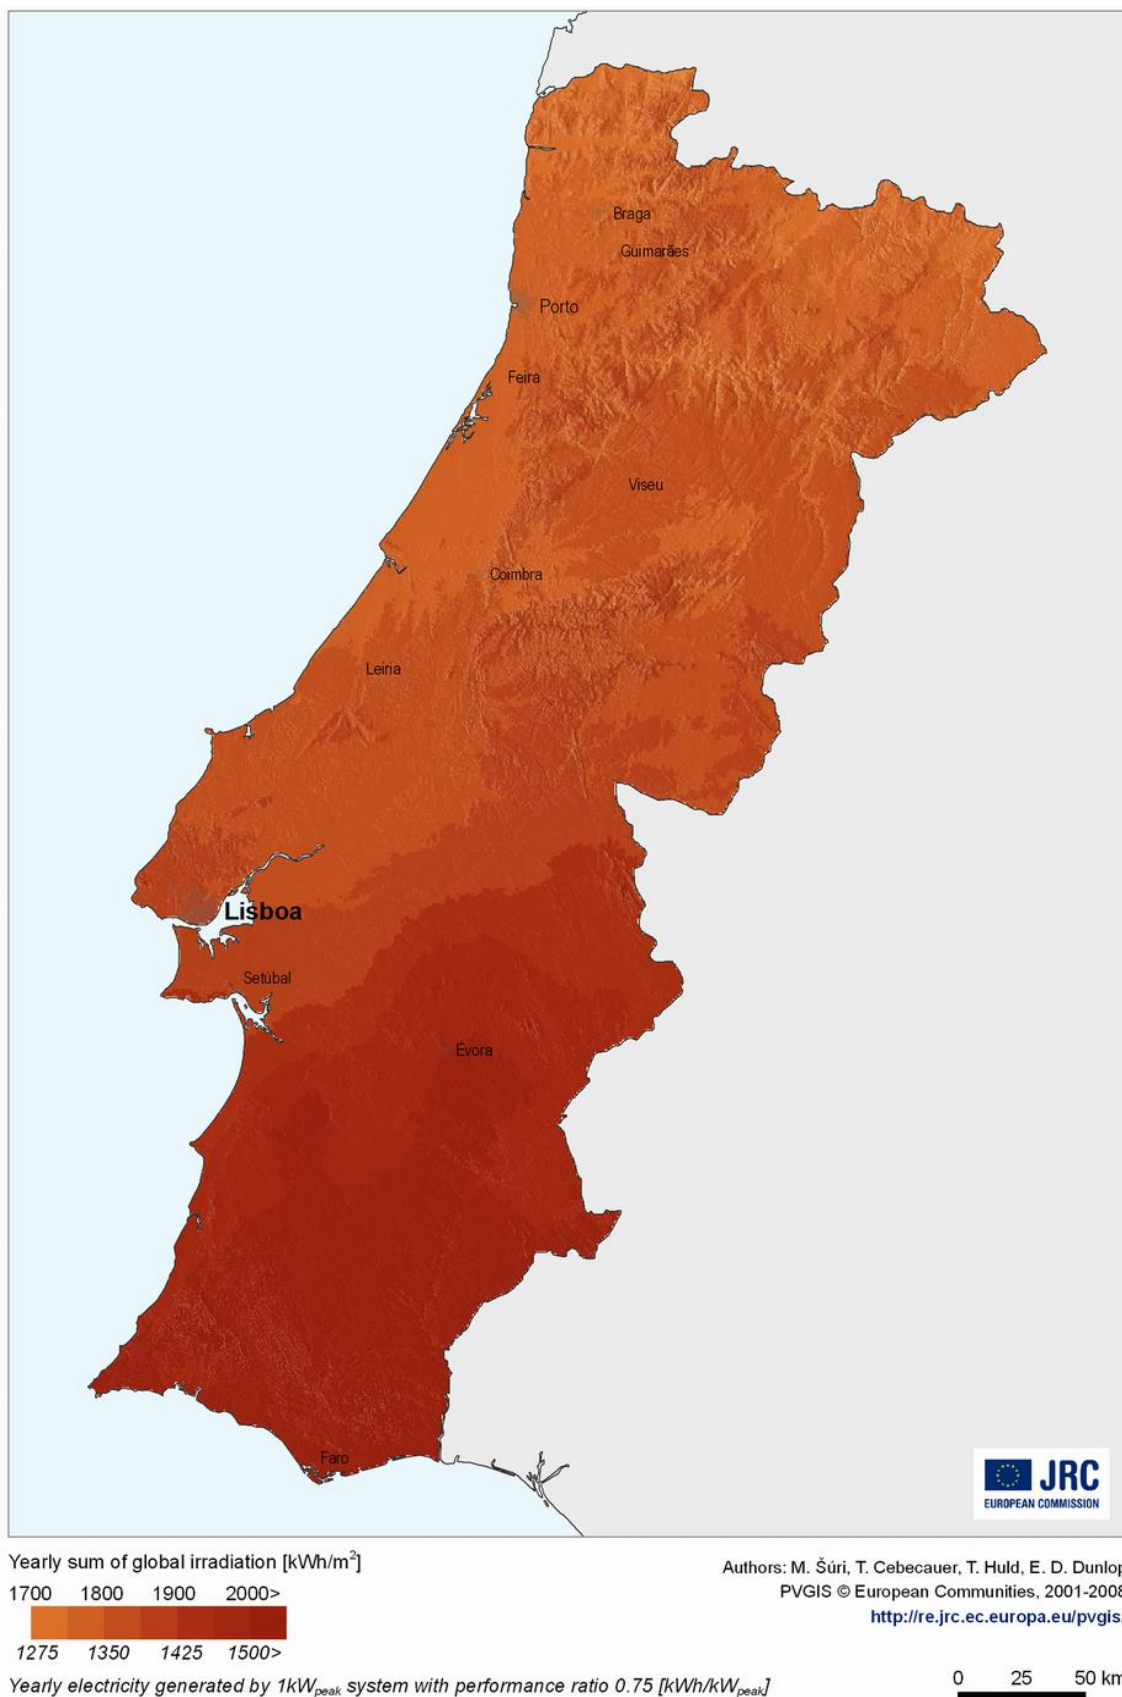 Braga
Guimarães
Porto
Feira
Viseu
Coimbra
Leiria
Lisboa
Setúbal
Évora
Faro
JRC
EUROPEAN COMMISSION
Yearly sum of global irradiation [kWh/m²]
1700 1800 1900 2000>
1275 1350 1425 1500>
Yearly electricity generated by 1kWpeak system with performance ratio 0.75 [kWh/kWpeak]
Authors: M. Šúri, T. Cebecauer, T. Huld, E. D. Dunlop
PVGIS © European Communities, 2001-2008
http://re.jrc.ec.europa.eu/pvgis
0 25 50 km